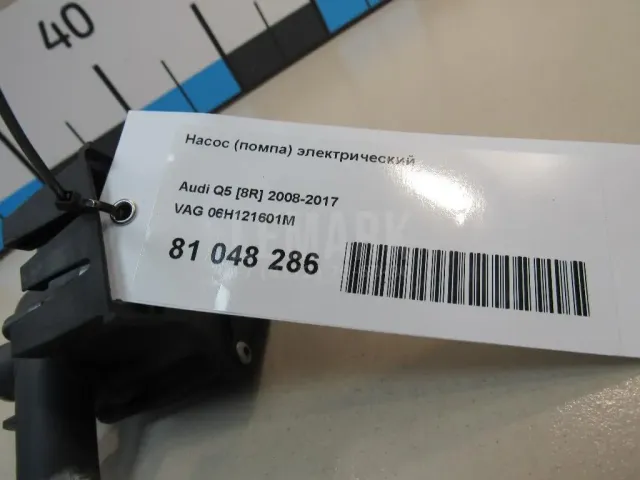 40
Насос (помпа) электрический
Audi Q5 [8R] 2008-2017
VAG 06H121601M
81 048 286